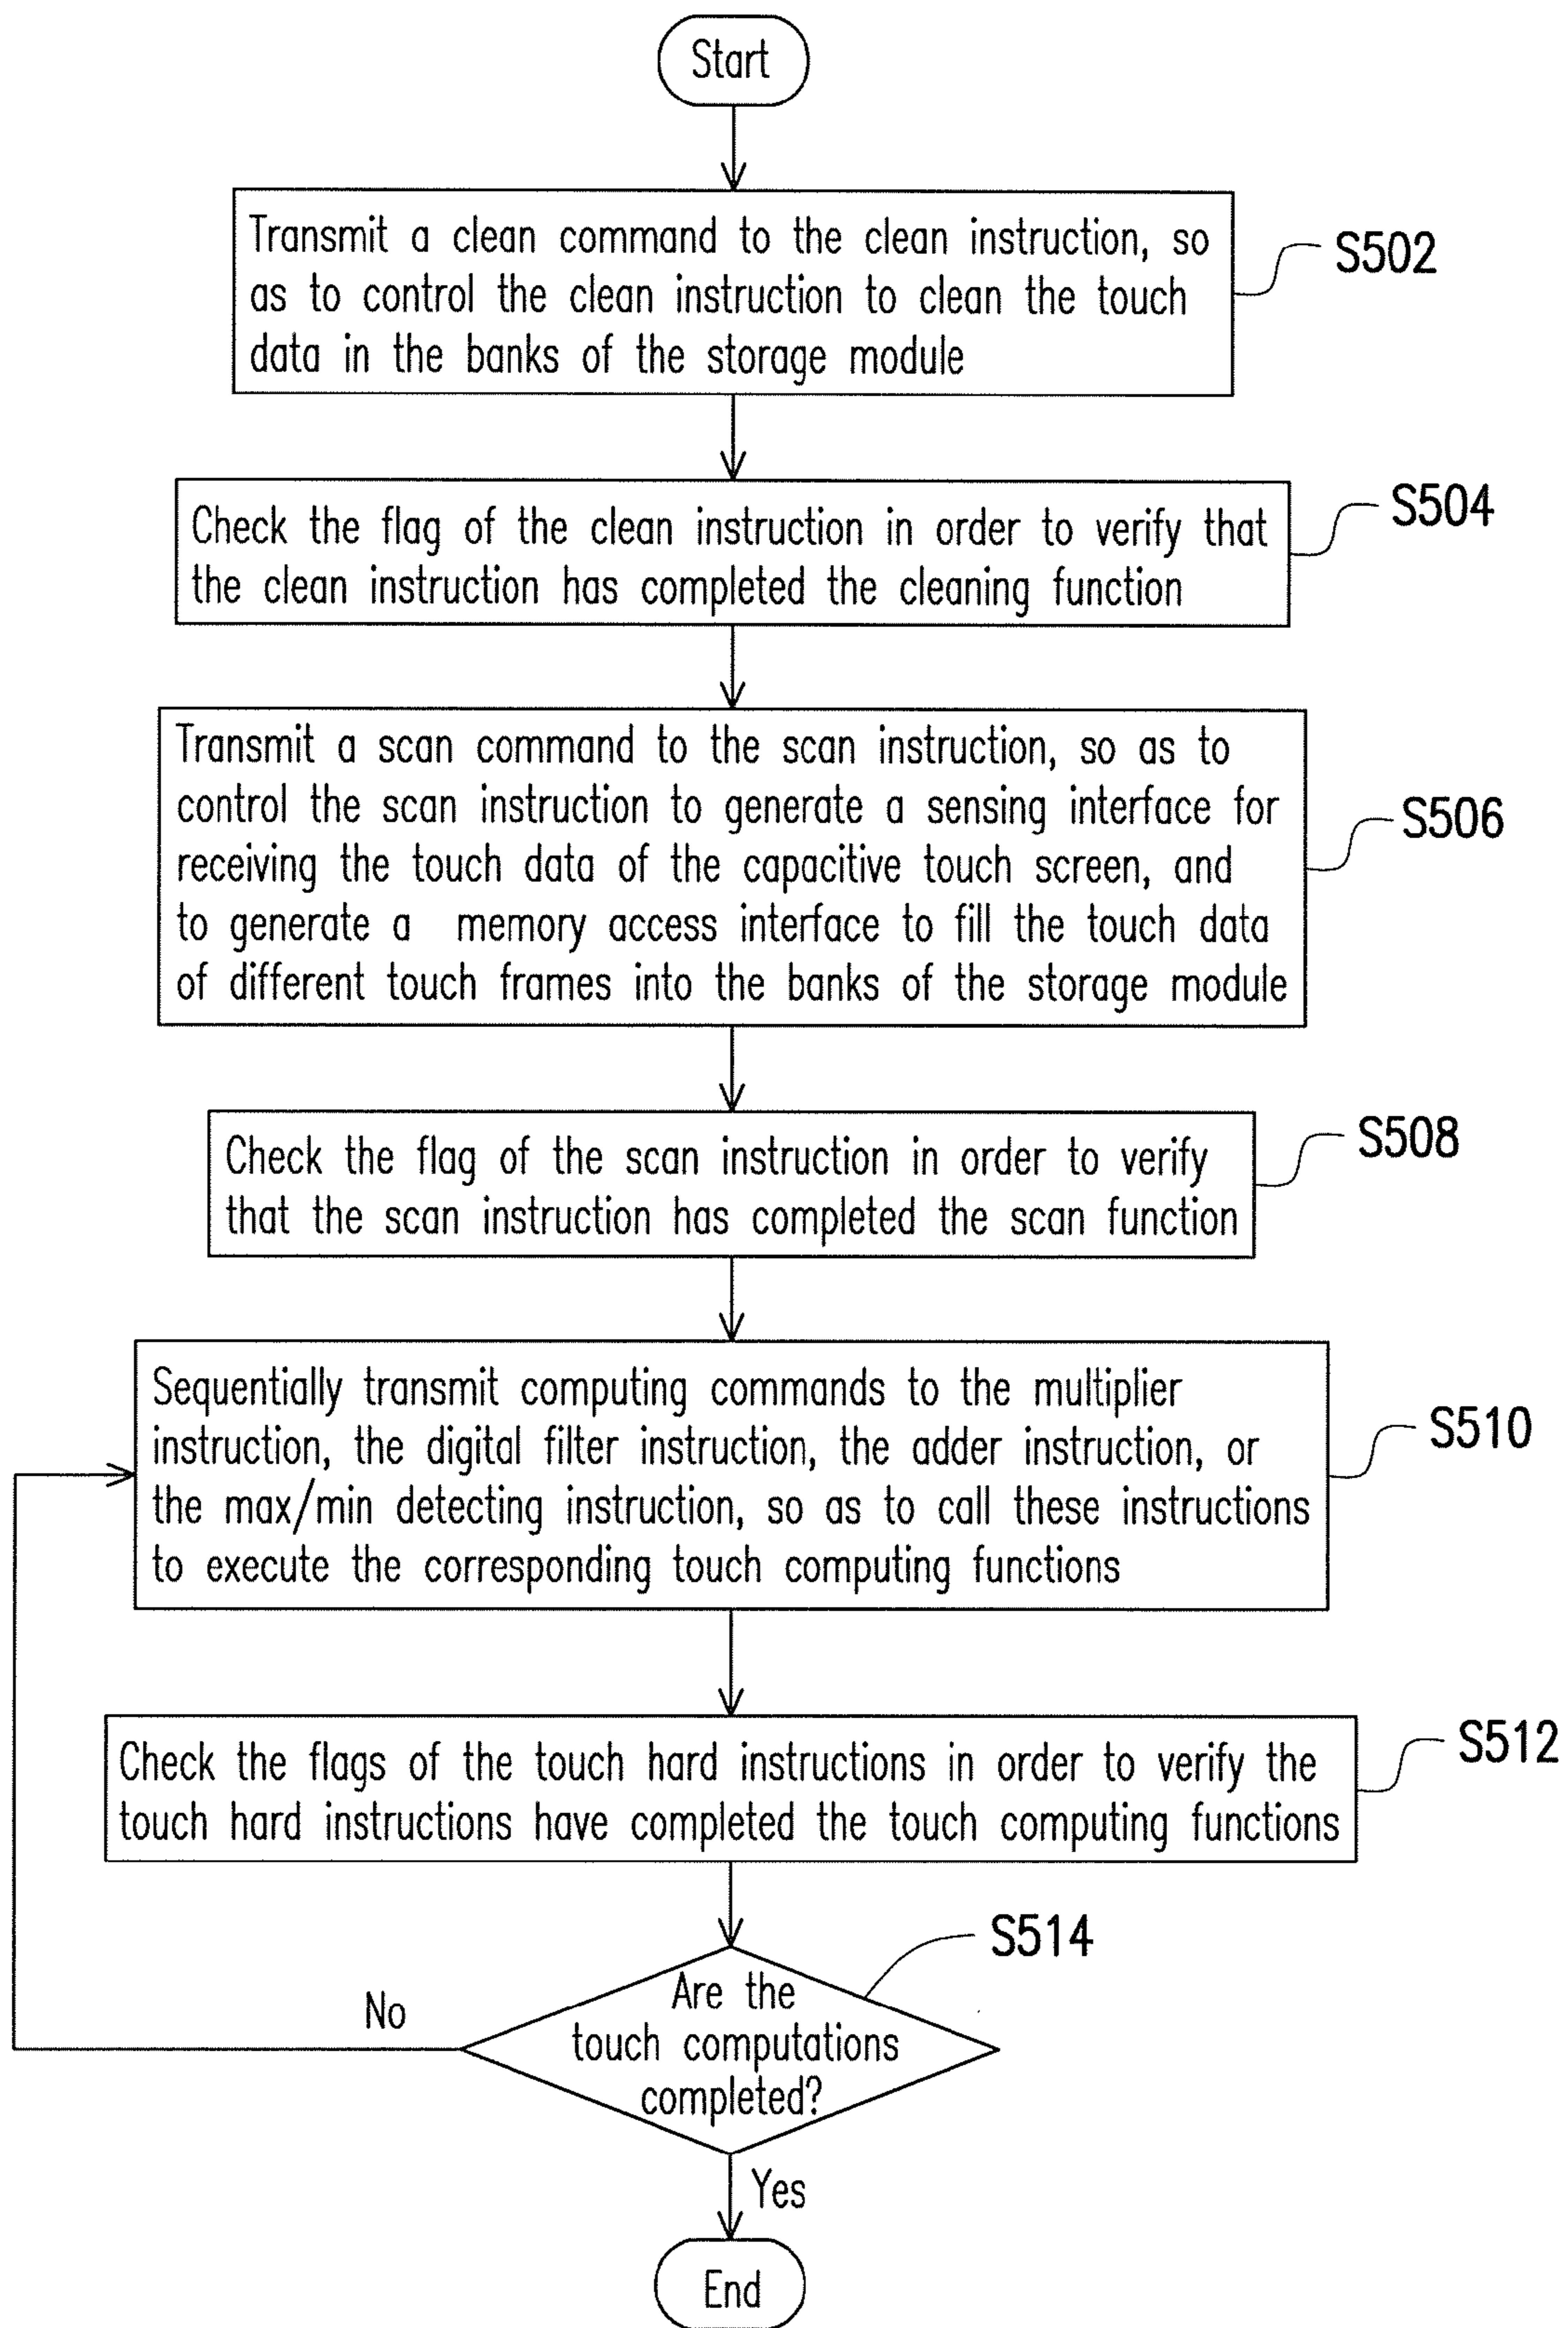 Start
Transmit a clean command to the clean instruction, so
as to control the clean instruction to clean the touch
data in the banks of the storage module
S502
Check the flag of the clean instruction in order to verify that
the clean instruction has completed the cleaning function
S504
Transmit a scan command to the scan instruction, so as to
control the scan instruction to generate a sensing interface for
receiving the touch data of the capacitive touch screen, and
to generate a memory access interface to fill the touch data
of different touch frames into the banks of the storage module
S506
Check the flag of the scan instruction in order to verify
that the scan instruction has completed the scan function
S508
Sequentially transmit computing commands to the multiplier
instruction, the digital filter instruction, the adder instruction, or
the max/min detecting instruction, so as to call these instructions
to execute the corresponding touch computing functions
S510
Check the flags of the touch hard instructions in order to verify the
touch hard instructions have completed the touch computing functions
S512
Are the
touch computations
completed?
S514
No
Yes
End